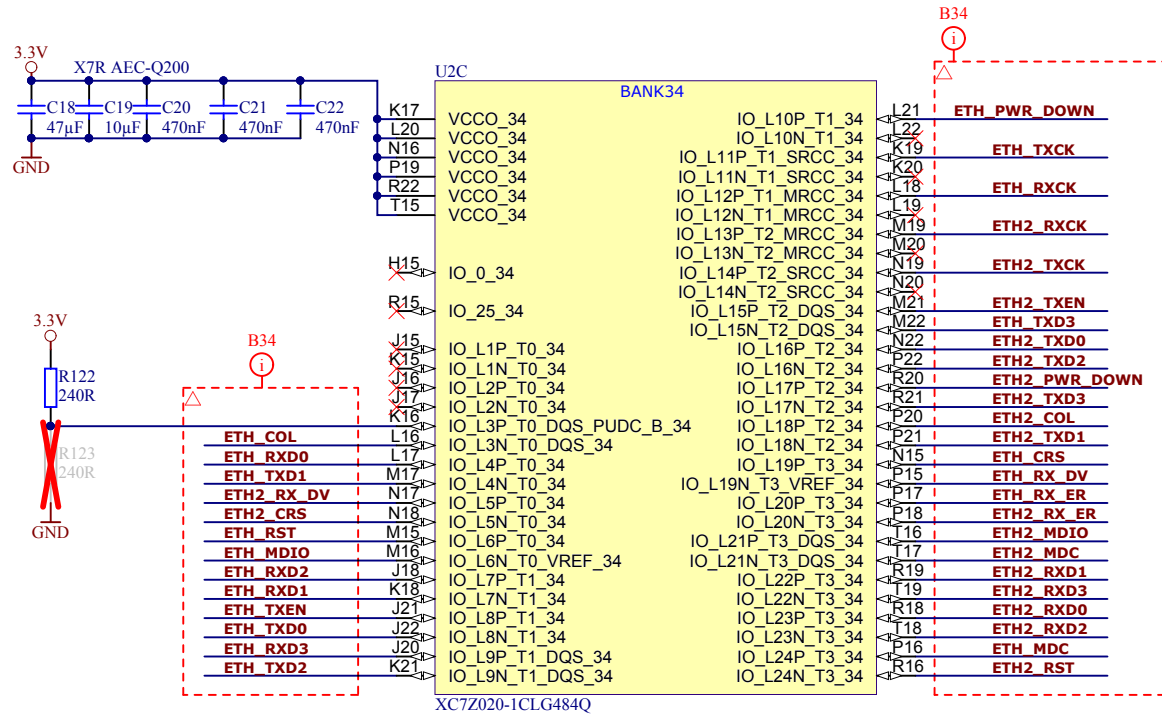 B34
i
3.3V
X7R AEC-Q200
C18
47µF
C19
10µF
C20
470nF
C21
470nF
C22
470nF
GND
U2C
BANK34
K17 VCCO_34
L20 VCCO_34
N16 VCCO_34
P19 VCCO_34
R22 VCCO_34
T15 VCCO_34
H15 IO_0_34
R15 IO_25_34
3.3V
R122
240R
R123
240R
GND
B34
i
J15 IO_L1P_T0_34
K15 IO_L1N_T0_34
J16 IO_L2P_T0_34
J17 IO_L2N_T0_34
K16 IO_L3P_T0_DQS_PUDC_B_34
ETH_COL L16 IO_L3N_T0_DQS_34
ETH_RXD0 L17 IO_L4P_T0_34
ETH_TXD1 M17 IO_L4N_T0_34
ETH2_RX_DV N17 IO_L5P_T0_34
ETH2_CRS N18 IO_L5N_T0_34
ETH_RST M15 IO_L6P_T0_34
ETH_MDIO M16 IO_L6N_T0_VREF_34
ETH_RXD2 J18 IO_L7P_T1_34
ETH_RXD1 K18 IO_L7N_T1_34
ETH_TXEN J21 IO_L8P_T1_34
ETH_TXD0 J22 IO_L8N_T1_34
ETH_RXD3 J20 IO_L9P_T1_DQS_34
ETH_TXD2 K21 IO_L9N_T1_DQS_34
IO_L10P_T1_34 L21 ETH_PWR_DOWN
IO_L10N_T1_34 L22
IO_L11P_T1_SRCC_34 K19 ETH_TXCK
IO_L11N_T1_SRCC_34 K20
IO_L12P_T1_MRCC_34 L18 ETH_RXCK
IO_L12N_T1_MRCC_34 L19
IO_L13P_T2_MRCC_34 M19 ETH2_RXCK
IO_L13N_T2_MRCC_34 M20
IO_L14P_T2_SRCC_34 N19 ETH2_TXCK
IO_L14N_T2_SRCC_34 N20
IO_L15P_T2_DQS_34 M21 ETH2_TXEN
IO_L15N_T2_DQS_34 M22 ETH_TXD3
IO_L16P_T2_34 N22 ETH2_TXD0
IO_L16N_T2_34 P22 ETH2_TXD2
IO_L17P_T2_34 R20 ETH2_PWR_DOWN
IO_L17N_T2_34 R21 ETH2_TXD3
IO_L18P_T2_34 P20 ETH2_COL
IO_L18N_T2_34 P21 ETH2_TXD1
IO_L19P_T3_34 N15 ETH_CRS
IO_L19N_T3_VREF_34 P15 ETH_RX_DV
IO_L20P_T3_34 P17 ETH_RX_ER
IO_L20N_T3_34 P18 ETH2_RX_ER
IO_L21P_T3_DQS_34 T16 ETH2_MDIO
IO_L21N_T3_DQS_34 T17 ETH2_MDC
IO_L22P_T3_34 R19 ETH2_RXD1
IO_L22N_T3_34 T19 ETH2_RXD3
IO_L23P_T3_34 R18 ETH2_RXD0
IO_L23N_T3_34 T18 ETH2_RXD2
IO_L24P_T3_34 P16 ETH_MDC
IO_L24N_T3_34 R16 ETH2_RST
XC7Z020-1CLG484Q